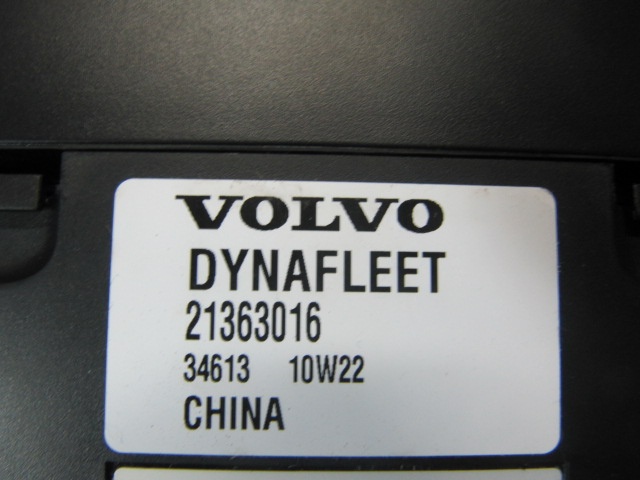 VOLVO
DYNAFLEET
21363016
34613 10W22
CHINA